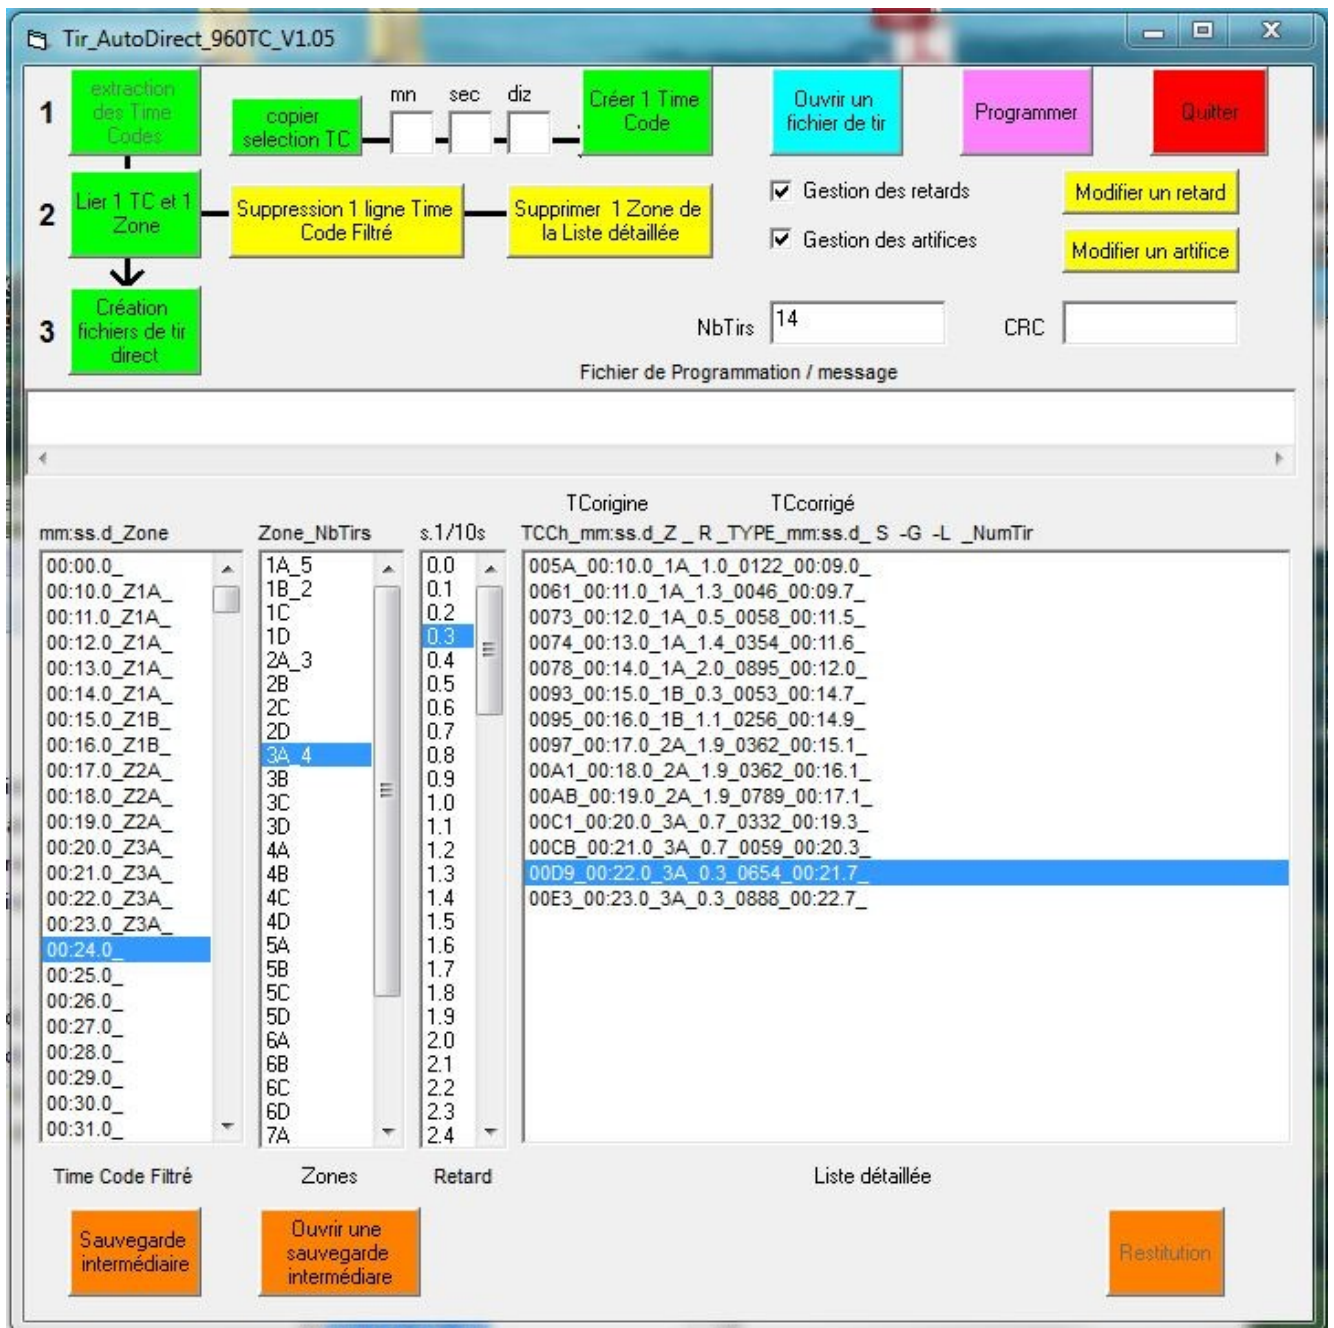 Tir_AutoDirect_960TC_V1.05
1
extraction
des Time
Codes
copier
selection TC
mn
sec
diz
Créer 1 Time
Code
Ouvrir un
fichier de tir
Programmer
Quitter
2
Lier 1 TC et 1
Zone
Suppression 1 ligne Time
Code Filtré
Supprimer 1 Zone de
la Liste détaillée
Gestion des retards
Modifier un retard
Gestion des artifices
Modifier un artifice
3
Création
fichiers de tir
direct
NbTirs
14
CRC
Fichier de Programmation / message
TCorigine
TCcorrigé
mm:ss.d_Zone
Zone_NbTirs
s.1/10s
TCCh_mm:ss.d_Z _ R _TYPE_mm:ss.d_ S -G -L _NumTir
00:00.0_
00:10.0_Z1A_
00:11.0_Z1A_
00:12.0_Z1A_
00:13.0_Z1A_
00:14.0_Z1A_
00:15.0_Z1B_
00:16.0_Z1B_
00:17.0_Z2A_
00:18.0_Z2A_
00:19.0_Z2A_
00:20.0_Z3A_
00:21.0_Z3A_
00:22.0_Z3A_
00:23.0_Z3A_
00:24.0_
00:25.0_
00:26.0_
00:27.0_
00:28.0_
00:29.0_
00:30.0_
00:31.0_
1A_5
1B_2
1C
1D
2A_3
2B
2C
2D
3A_4
3B
3C
3D
4A
4B
4C
4D
5A
5B
5C
5D
6A
6B
6C
6D
7A
0.0
0.1
0.2
0.3
0.4
0.5
0.6
0.7
0.8
0.9
1.0
1.1
1.2
1.3
1.4
1.5
1.6
1.7
1.8
1.9
2.0
2.1
2.2
2.3
2.4
005A_00:10.0_1A_1.0_0122_00:09.0_
0061_00:11.0_1A_1.3_0046_00:09.7_
0073_00:12.0_1A_0.5_0058_00:11.5_
0074_00:13.0_1A_1.4_0354_00:11.6_
0078_00:14.0_1A_2.0_0895_00:12.0_
0093_00:15.0_1B_0.3_0053_00:14.7_
0095_00:16.0_1B_1.1_0256_00:14.9_
0097_00:17.0_2A_1.9_0362_00:15.1_
00A1_00:18.0_2A_1.9_0362_00:16.1_
00AB_00:19.0_2A_1.9_0789_00:17.1_
00C1_00:20.0_3A_0.7_0332_00:19.3_
00CB_00:21.0_3A_0.7_0059_00:20.3_
00D9_00:22.0_3A_0.3_0654_00:21.7_
00E3_00:23.0_3A_0.3_0888_00:22.7_
Time Code Filtré
Zones
Retard
Liste détaillée
Sauvegarde
intermédiaire
Ouvrir une
sauvegarde
intermédiare
Restitution